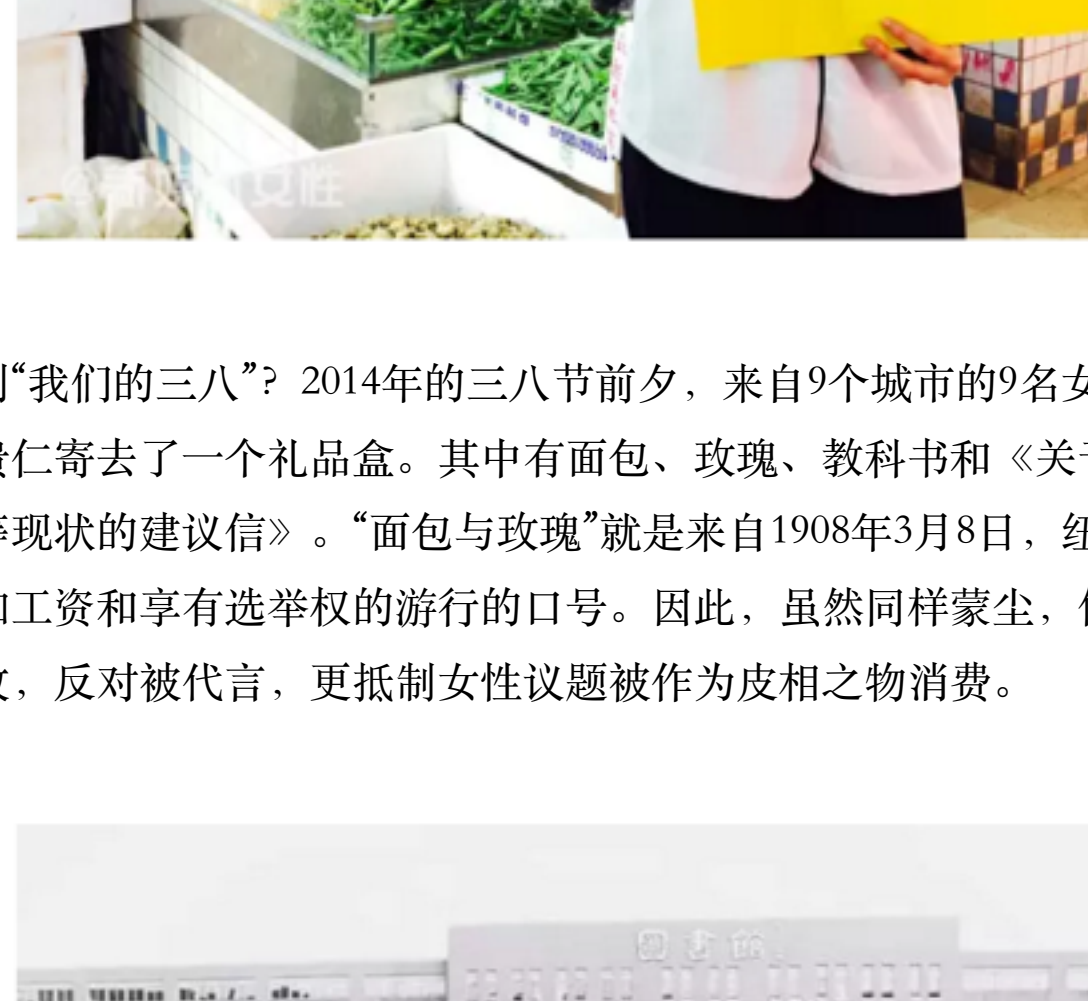 “我们的三八”？2014年的三八节前夕，来自9个城市的9名女
仁寄去了一个礼品盒。其中有面包、玫瑰、教科书和《关于
现状的建议信》。“面包与玫瑰”就是来自1908年3月8日，纽
工资和享有选举权的游行的口号。因此，虽然同样蒙尘，
，反对被代言，更抵制女性议题被作为皮相之物消费。
圖書館